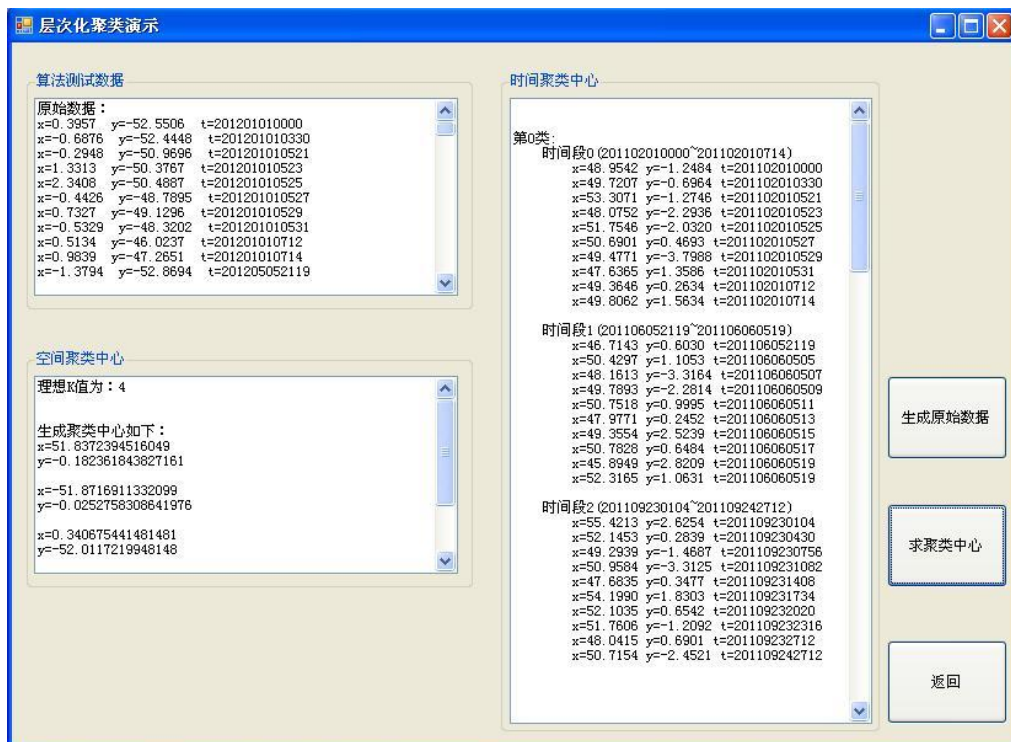 层次化聚类演示
算法测试数据
原始数据：
x=0.3957 y=-52.5506 t=201201010000
x=-0.6876 y=-52.4448 t=201201010330
x=-0.2948 y=-50.9696 t=201201010521
x=1.3313 y=-50.3767 t=201201010523
x=2.3408 y=-50.4887 t=201201010525
x=-0.4426 y=-48.7895 t=201201010527
x=0.7327 y=-49.1296 t=201201010529
x=-0.5329 y=-48.3202 t=201201010531
x=0.5134 y=-46.0237 t=201201010712
x=0.9839 y=-47.2651 t=201201010714
x=-1.3794 y=-52.8694 t=201205052119
空间聚类中心
理想K值为：4
生成聚类中心如下：
x=51.8372394516049
y=-0.182361843827161
x=-51.8716911332099
y=-0.0252758308641976
x=0.340675441481481
y=-52.0117219948148
时间聚类中心
第0类:
时间段0(201102010000~201102010714)
x=48.9542 y=-1.2484 t=201102010000
x=49.7207 y=-0.6964 t=201102010330
x=53.3071 y=-1.2746 t=201102010521
x=48.0752 y=-2.2936 t=201102010523
x=51.7546 y=-2.0320 t=201102010525
x=50.6901 y=0.4693 t=201102010527
x=49.4771 y=-3.7988 t=201102010529
x=47.6365 y=1.3586 t=201102010531
x=49.3646 y=0.2634 t=201102010712
x=49.8062 y=1.5634 t=201102010714
时间段1(201106052119~201106060519)
x=46.7143 y=0.6030 t=201106052119
x=50.4297 y=1.1053 t=201106060505
x=48.1613 y=-3.3164 t=201106060507
x=49.7893 y=-2.2814 t=201106060509
x=50.7518 y=0.9995 t=201106060511
x=47.9771 y=0.2452 t=201106060513
x=49.3554 y=2.5239 t=201106060515
x=50.7828 y=0.6484 t=201106060517
x=45.8949 y=2.8209 t=201106060519
x=52.3165 y=1.0631 t=201106060519
时间段2(201109230104~201109242712)
x=55.4213 y=2.6254 t=201109230104
x=52.1453 y=0.2839 t=201109230430
x=49.2939 y=-1.4687 t=201109230756
x=50.9584 y=-3.3125 t=201109231082
x=47.6835 y=0.3477 t=201109231408
x=54.1990 y=1.8303 t=201109231734
x=52.1035 y=0.6542 t=201109232020
x=51.7606 y=-1.2092 t=201109232316
x=48.0415 y=0.6901 t=201109232712
x=50.7154 y=-2.4521 t=201109242712
生成原始数据
求聚类中心
返回